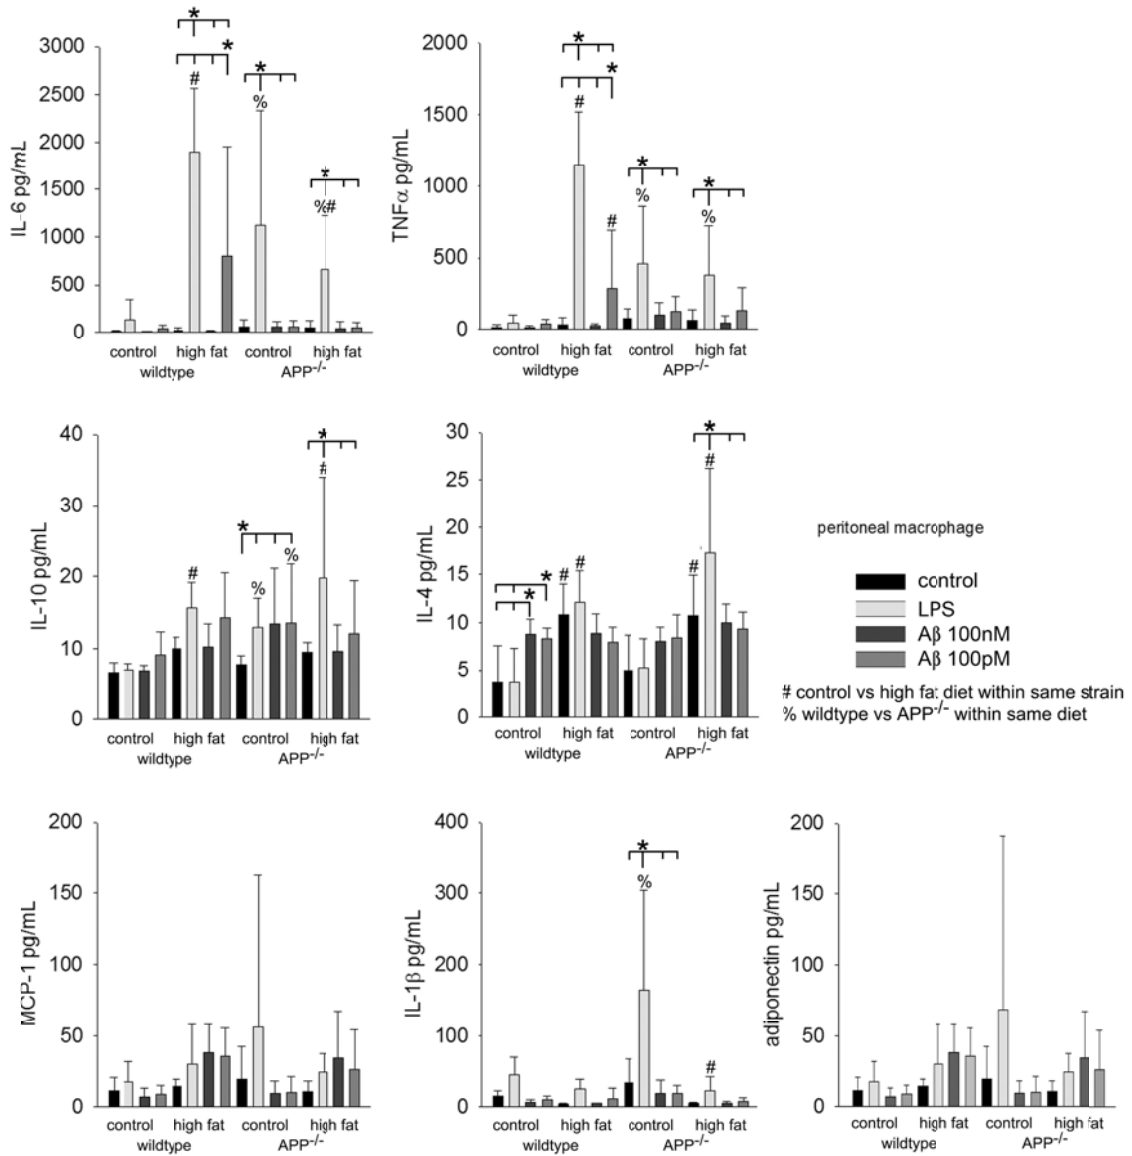 IL-6 pg/mL
3000
2500
2000
1500
1000
500
0
*
*
#
*
%
*
%#
control high fat control high fat
wildtype APP-/-
TNFα pg/mL
2000
1500
1000
500
0
*
*
#
#
*
%
*
%
control high fat control high fat
wildtype APP-/-
IL-10 pg/mL
40
30
20
10
0
#
*
%
%
*
#
control high fat control high fat
wildtype APP-/-
IL-4 pg/mL
30
25
20
15
10
5
0
*
*
# #
#
*
#
control high fat control high fat
wildtype APP-/-
peritoneal macrophage
control
LPS
Aβ 100nM
Aβ 100pM
# control vs high fat diet within same strain
% wildtype vs APP-/- within same diet
MCP-1 pg/mL
200
150
100
50
0
control high fat control high fat
wildtype APP-/-
IL-1β pg/mL
400
300
200
100
0
*
%
#
control high fat control high fat
wildtype APP-/-
adiponectin pg/mL
200
150
100
50
0
control high fat control high fat
wildtype APP-/-